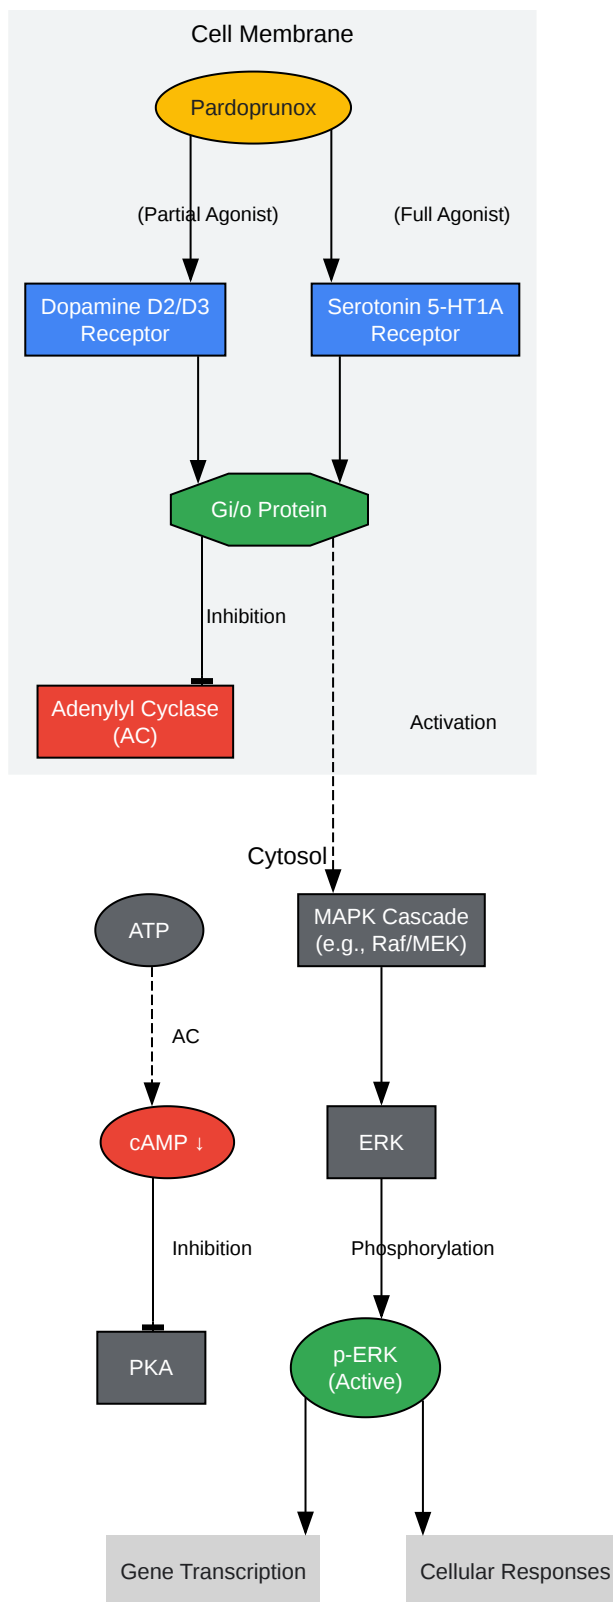 Cell Membrane
Pardoprunox
(Partial Agonist)
(Full Agonist)
Dopamine D2/D3
Receptor
Serotonin 5-HT1A
Receptor
Gi/o Protein
Inhibition
Adenylyl Cyclase
(AC)
Activation
Cytosol
ATP
MAPK Cascade
(e.g., Raf/MEK)
AC
cAMP ↓
ERK
Inhibition
Phosphorylation
PKA
p-ERK
(Active)
Gene Transcription
Cellular Responses